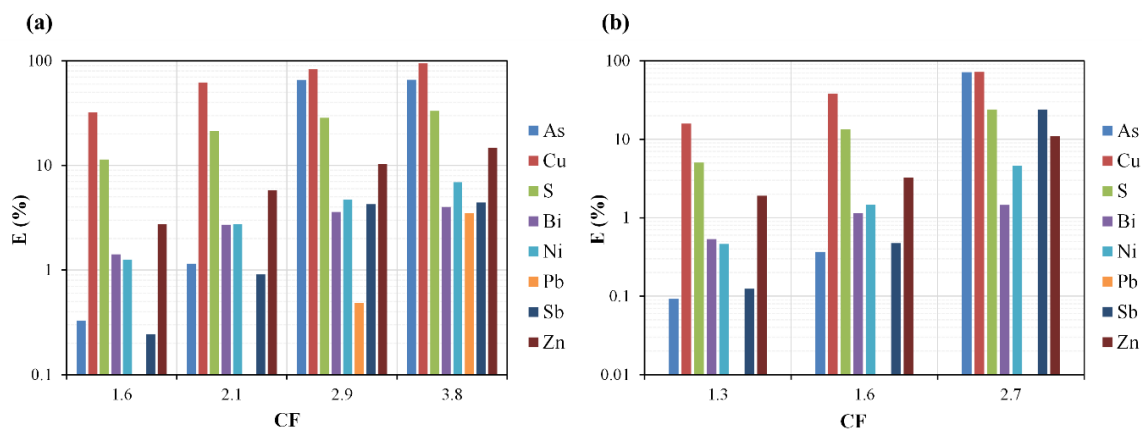 (a)
E (%)
100
10
1
0.1
1.6 2.1 2.9 3.8
CF
As
Cu
S
Bi
Ni
Pb
Sb
Zn
(b)
E (%)
100
10
1
0.1
0.01
1.3 1.6 2.7
CF
As
Cu
S
Bi
Ni
Pb
Sb
Zn